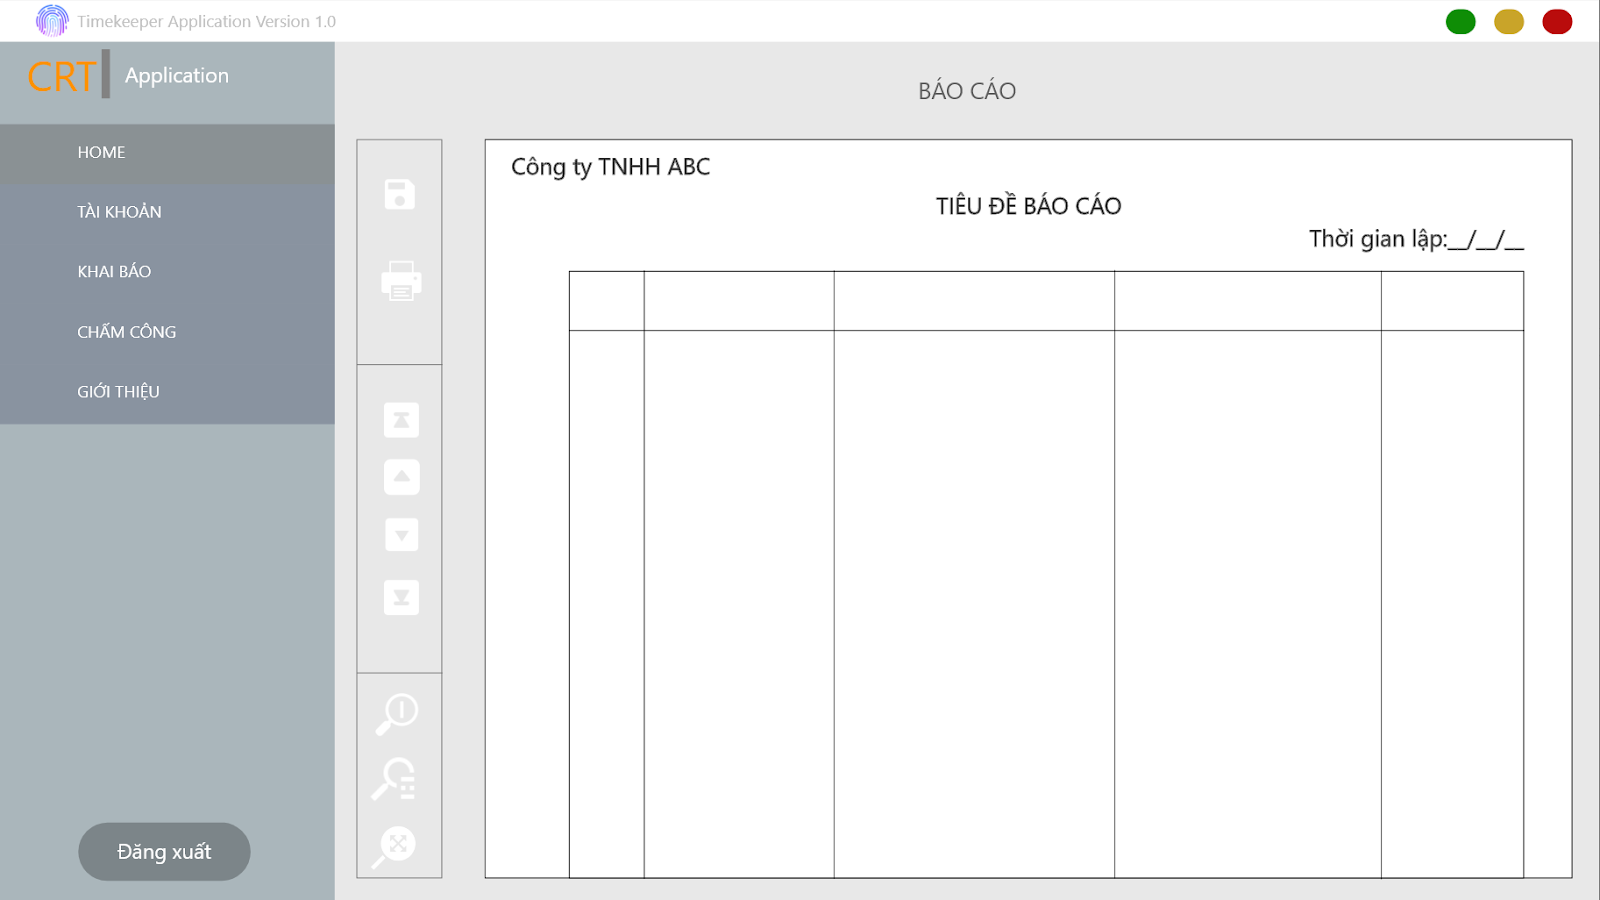 Timekeeper Application Version 1.0
CRT Application
HOME
TÀI KHOẢN
KHAI BÁO
CHẤM CÔNG
GIỚI THIỆU
Đăng xuất
BÁO CÁO
Công ty TNHH ABC
TIÊU ĐỀ BÁO CÁO
Thời gian lập:__/__/__